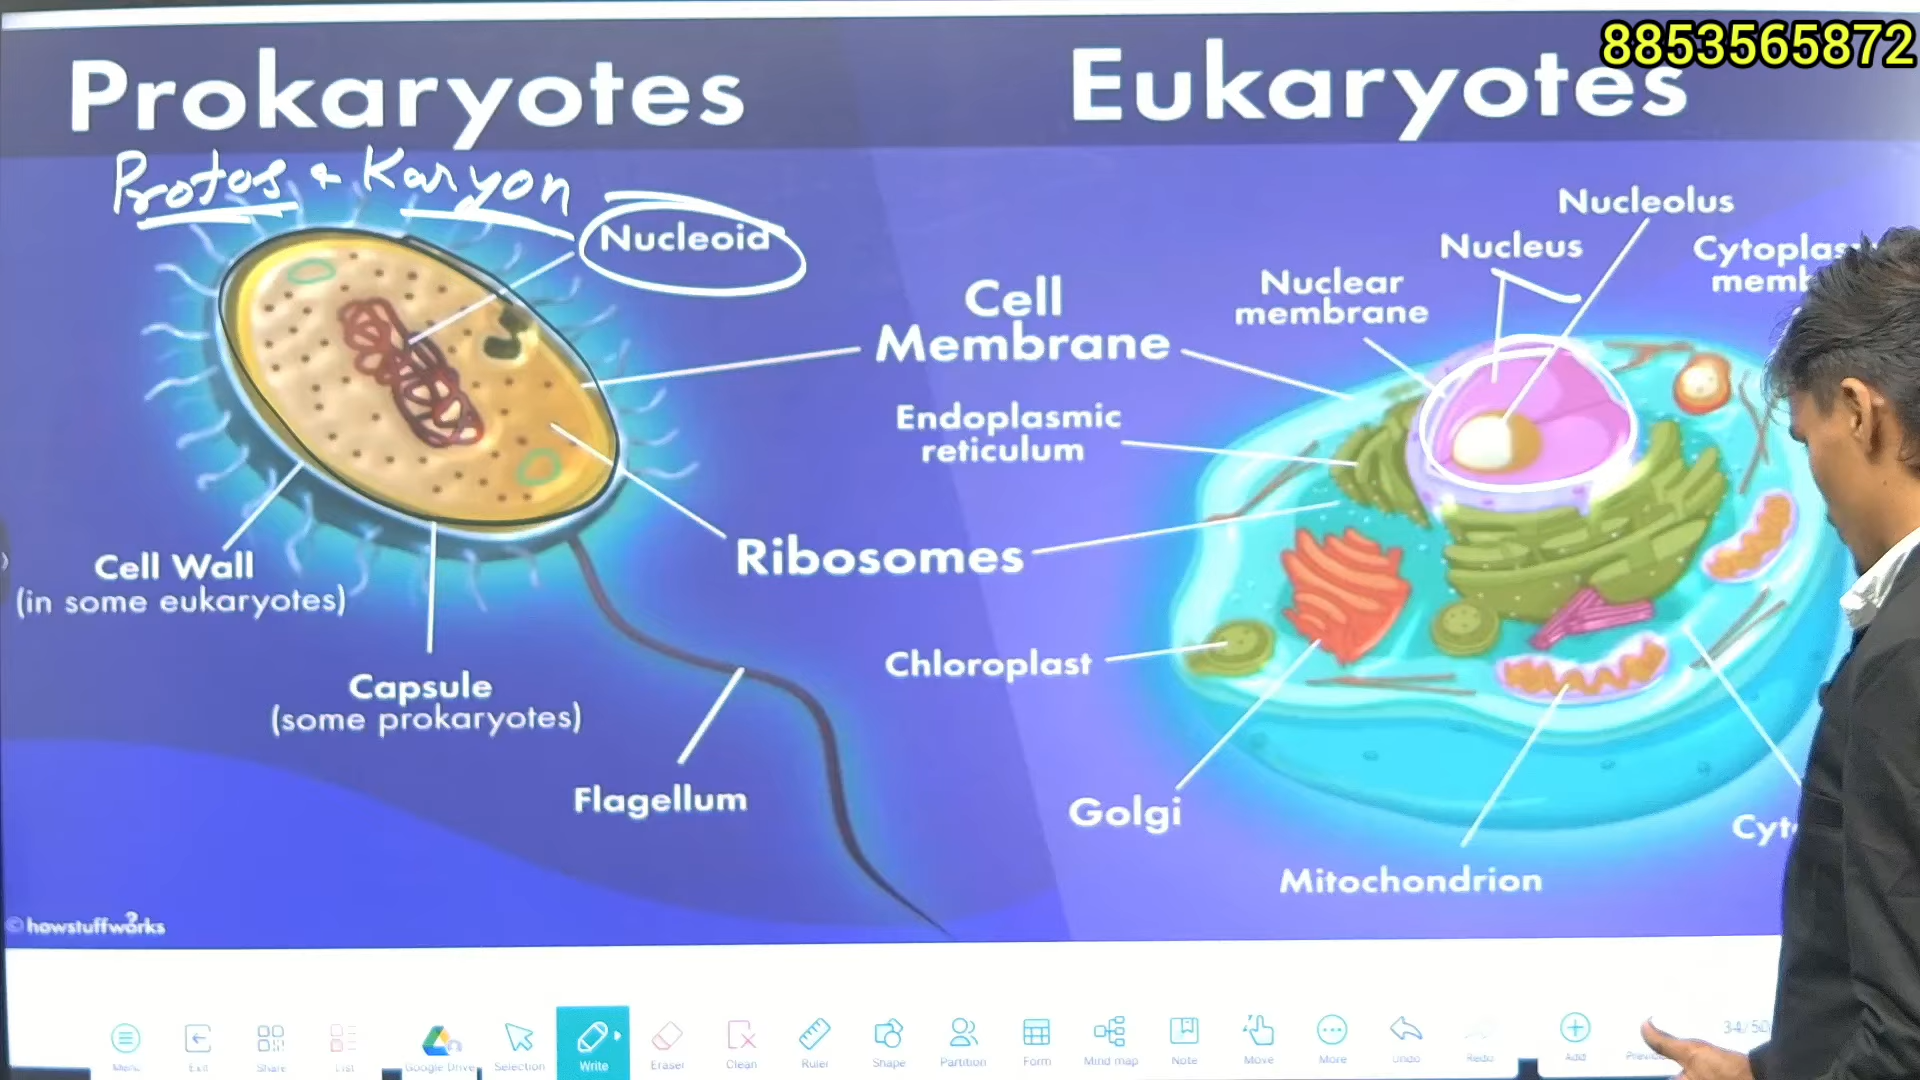 8853565872
Prokaryotes
Eukaryotes
Protos + Karyon
Nucleoid
Nucleolus
Nucleus
Nuclear
membrane
Cell
Membrane
Endoplasmic
reticulum
Ribosomes
Cell Wall
(in some eukaryotes)
Chloroplast
Capsule
(some prokaryotes)
Flagellum
Golgi
Mitochondrion
© howstuffworks
Menu
Exit
Share
List
Google Drive
Selection
Write
Eraser
Clean
Ruler
Shape
Partition
Form
Mind map
Note
Move
More
Undo
Redo
Add
34/50